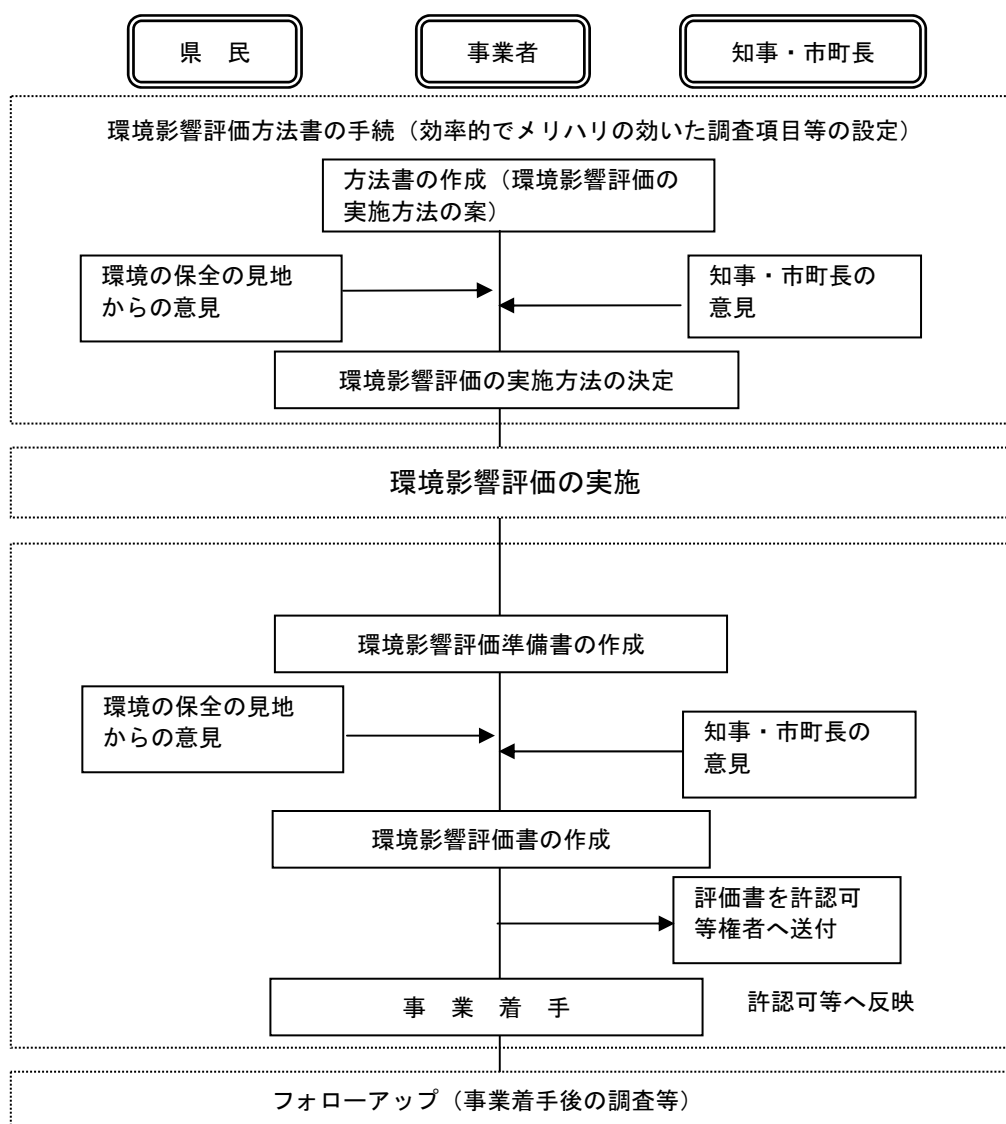 県　民
事業者
知事・市町長
環境影響評価方法書の手続（効率的でメリハリの効いた調査項目等の設定）
方法書の作成（環境影響評価の
実施方法の案）
環境の保全の見地
からの意見
知事・市町長の
意見
環境影響評価の実施方法の決定
環境影響評価の実施
環境影響評価準備書の作成
環境の保全の見地
からの意見
知事・市町長の
意見
環境影響評価書の作成
評価書を許認可
等権者へ送付
事　業　着　手
許認可等へ反映
フォローアップ（事業着手後の調査等）